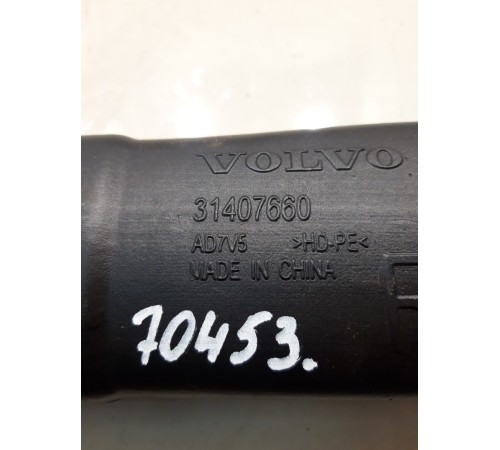 VOLVO
31407660
AD7V5 >HD-PE<
MADE IN CHINA
70453.